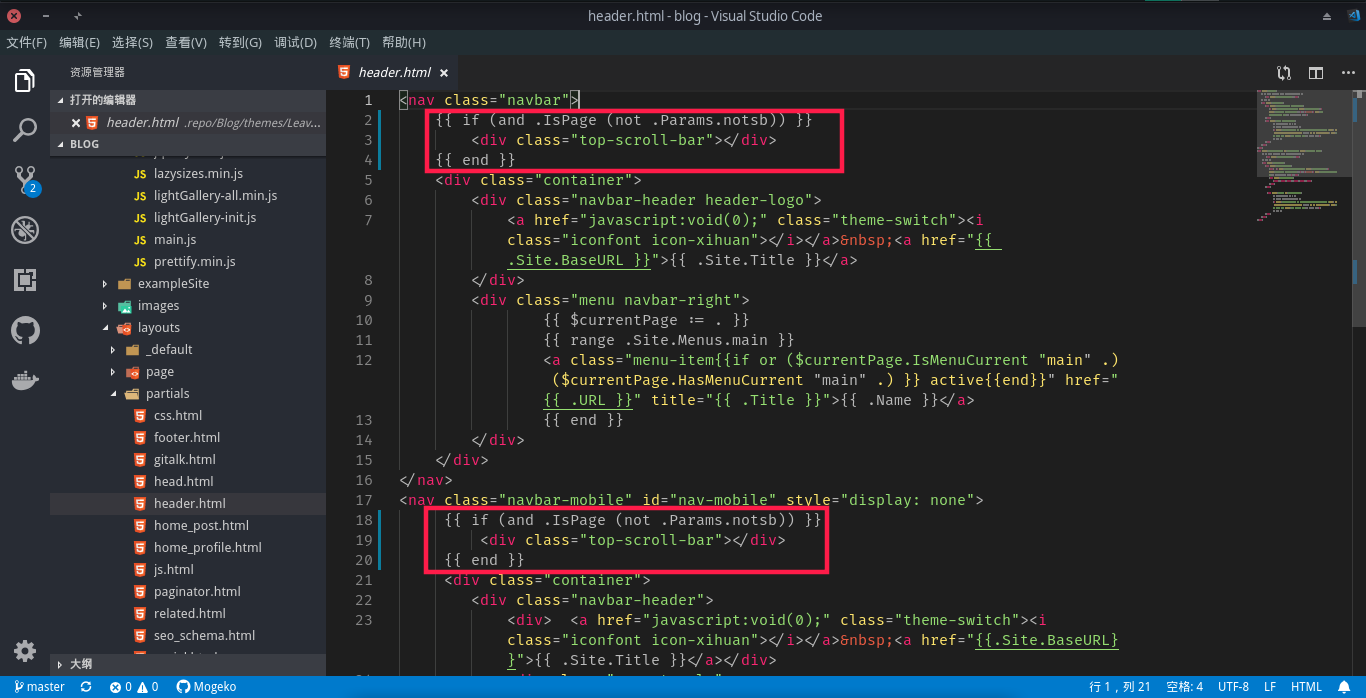 header.html - blog - Visual Studio Code
文件(F) 编辑(E) 选择(S) 查看(V) 转到(G) 调试(D) 终端(T) 帮助(H)
资源管理器
打开的编辑器
header.html .repo/Blog/themes/Leav...
BLOG
JS lazysizes.min.js
JS lightGallery-all.min.js
JS lightGallery-init.js
JS main.js
JS prettify.min.js
exampleSite
images
layouts
_default
page
partials
css.html
footer.html
gitalk.html
head.html
header.html
home_post.html
home_profile.html
js.html
paginator.html
related.html
seo_schema.html
大纲
2
header.html
1 <nav class="navbar">
2 {{ if (and .IsPage (not .Params.notsb)) }}
3 <div class="top-scroll-bar"></div>
4 {{ end }}
5 <div class="container">
6 <div class="navbar-header header-logo">
7 <a href="javascript:void(0);" class="theme-switch"><i
class="iconfont icon-xihuan"></i></a>&nbsp;<a href="{{
.Site.BaseURL }}">{{ .Site.Title }}</a>
8 </div>
9 <div class="menu navbar-right">
10 {{ $currentPage := . }}
11 {{ range .Site.Menus.main }}
12 <a class="menu-item{{if or ($currentPage.IsMenuCurrent "main" .)
($currentPage.HasMenuCurrent "main" .) }} active{{end}}" href="
{{ .URL }}" title="{{ .Title }}">{{ .Name }}</a>
13 {{ end }}
14 </div>
15 </div>
16 </nav>
17 <nav class="navbar-mobile" id="nav-mobile" style="display: none">
18 {{ if (and .IsPage (not .Params.notsb)) }}
19 <div class="top-scroll-bar"></div>
20 {{ end }}
21 <div class="container">
22 <div class="navbar-header">
23 <div> <a href="javascript:void(0);" class="theme-switch"><i
class="iconfont icon-xihuan"></i></a>&nbsp;<a href="{{.Site.BaseURL}
}">{{ .Site.Title }}</a></div>
master 0 0 Mogeko 行 1，列 21 空格: 4 UTF-8 LF HTML